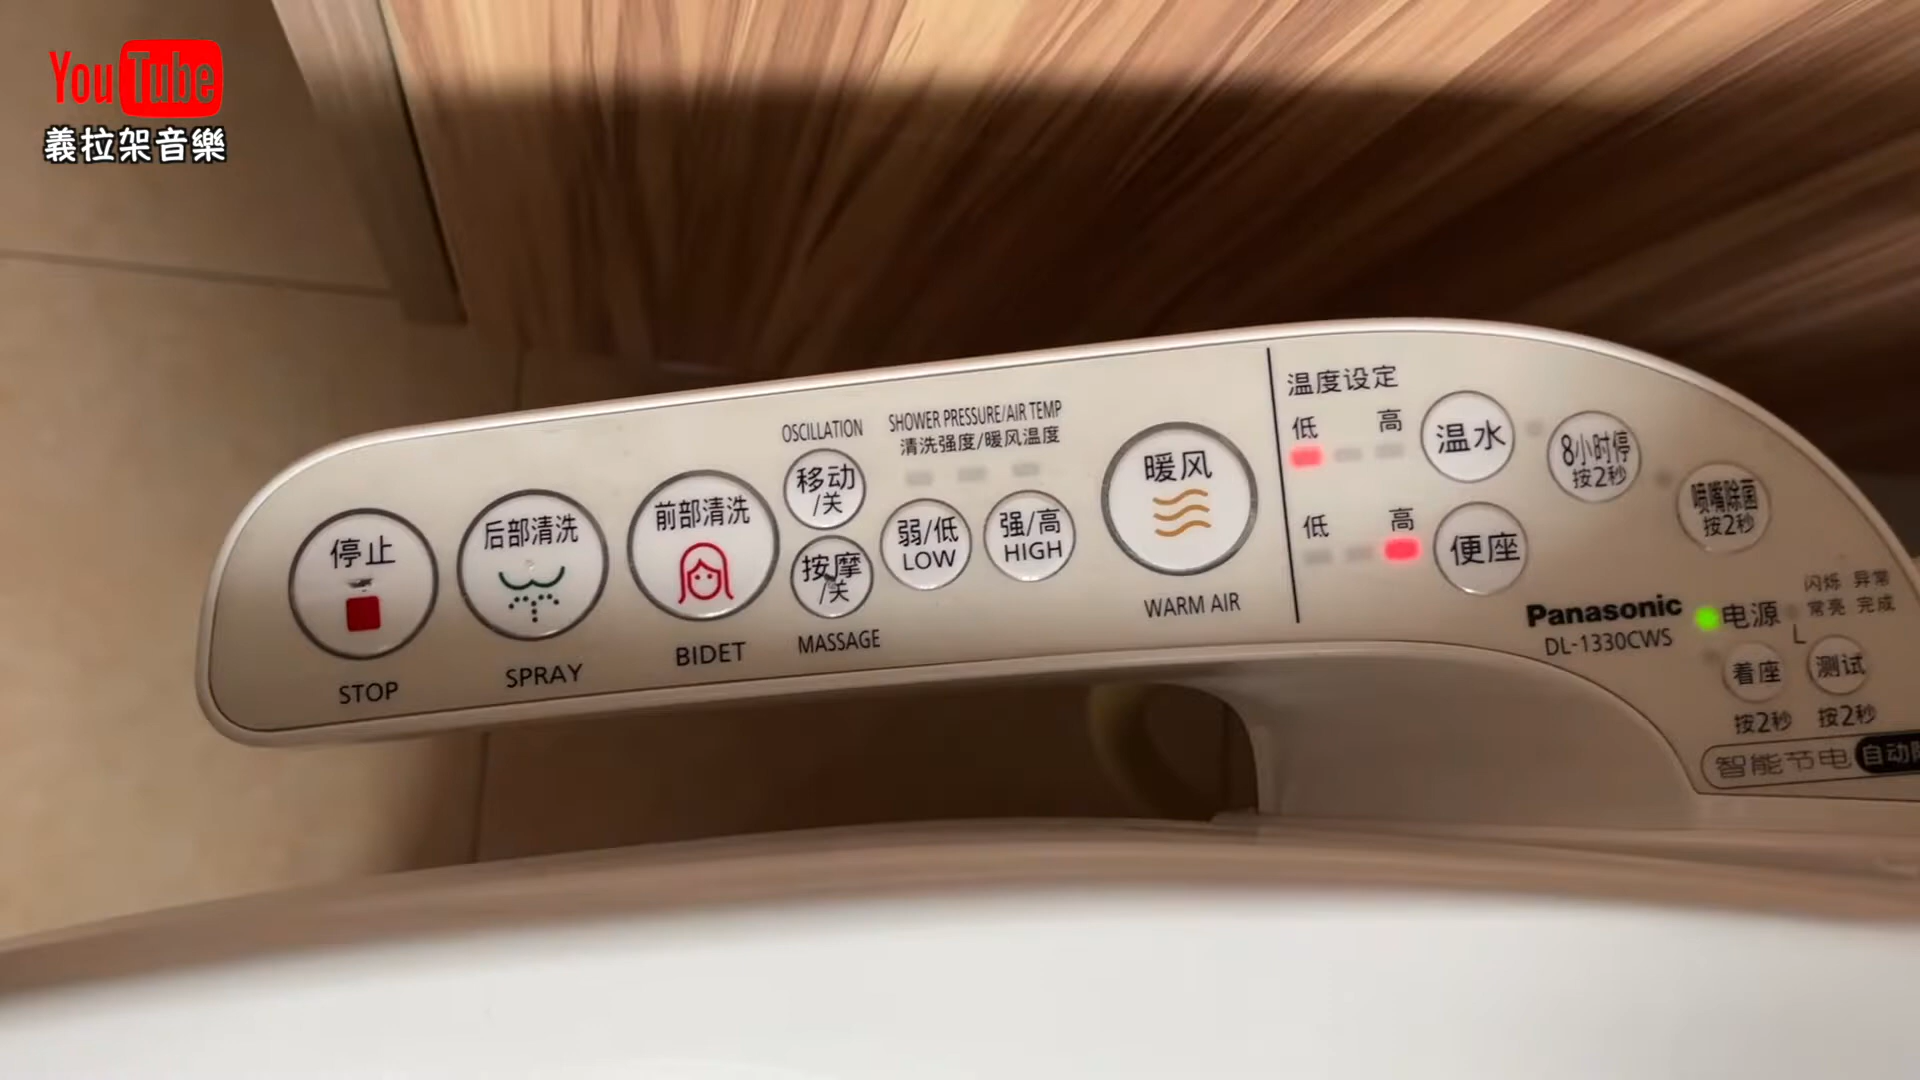 YouTube
義拉架音樂
停止
STOP
后部清洗
SPRAY
前部清洗
BIDET
OSCILLATION
移动
/关
按摩
/关
MASSAGE
SHOWER PRESSURE/AIR TEMP
清洗强度/暖风温度
弱/低
LOW
强/高
HIGH
暖风
WARM AIR
温度设定
低 高
温水
低 高
便座
8小时停
按2秒
喷嘴除菌
按2秒
Panasonic
DL-1330CWS
电源
闪烁 异常
常亮 完成
着座
按2秒
测试
按2秒
智能节电
自动